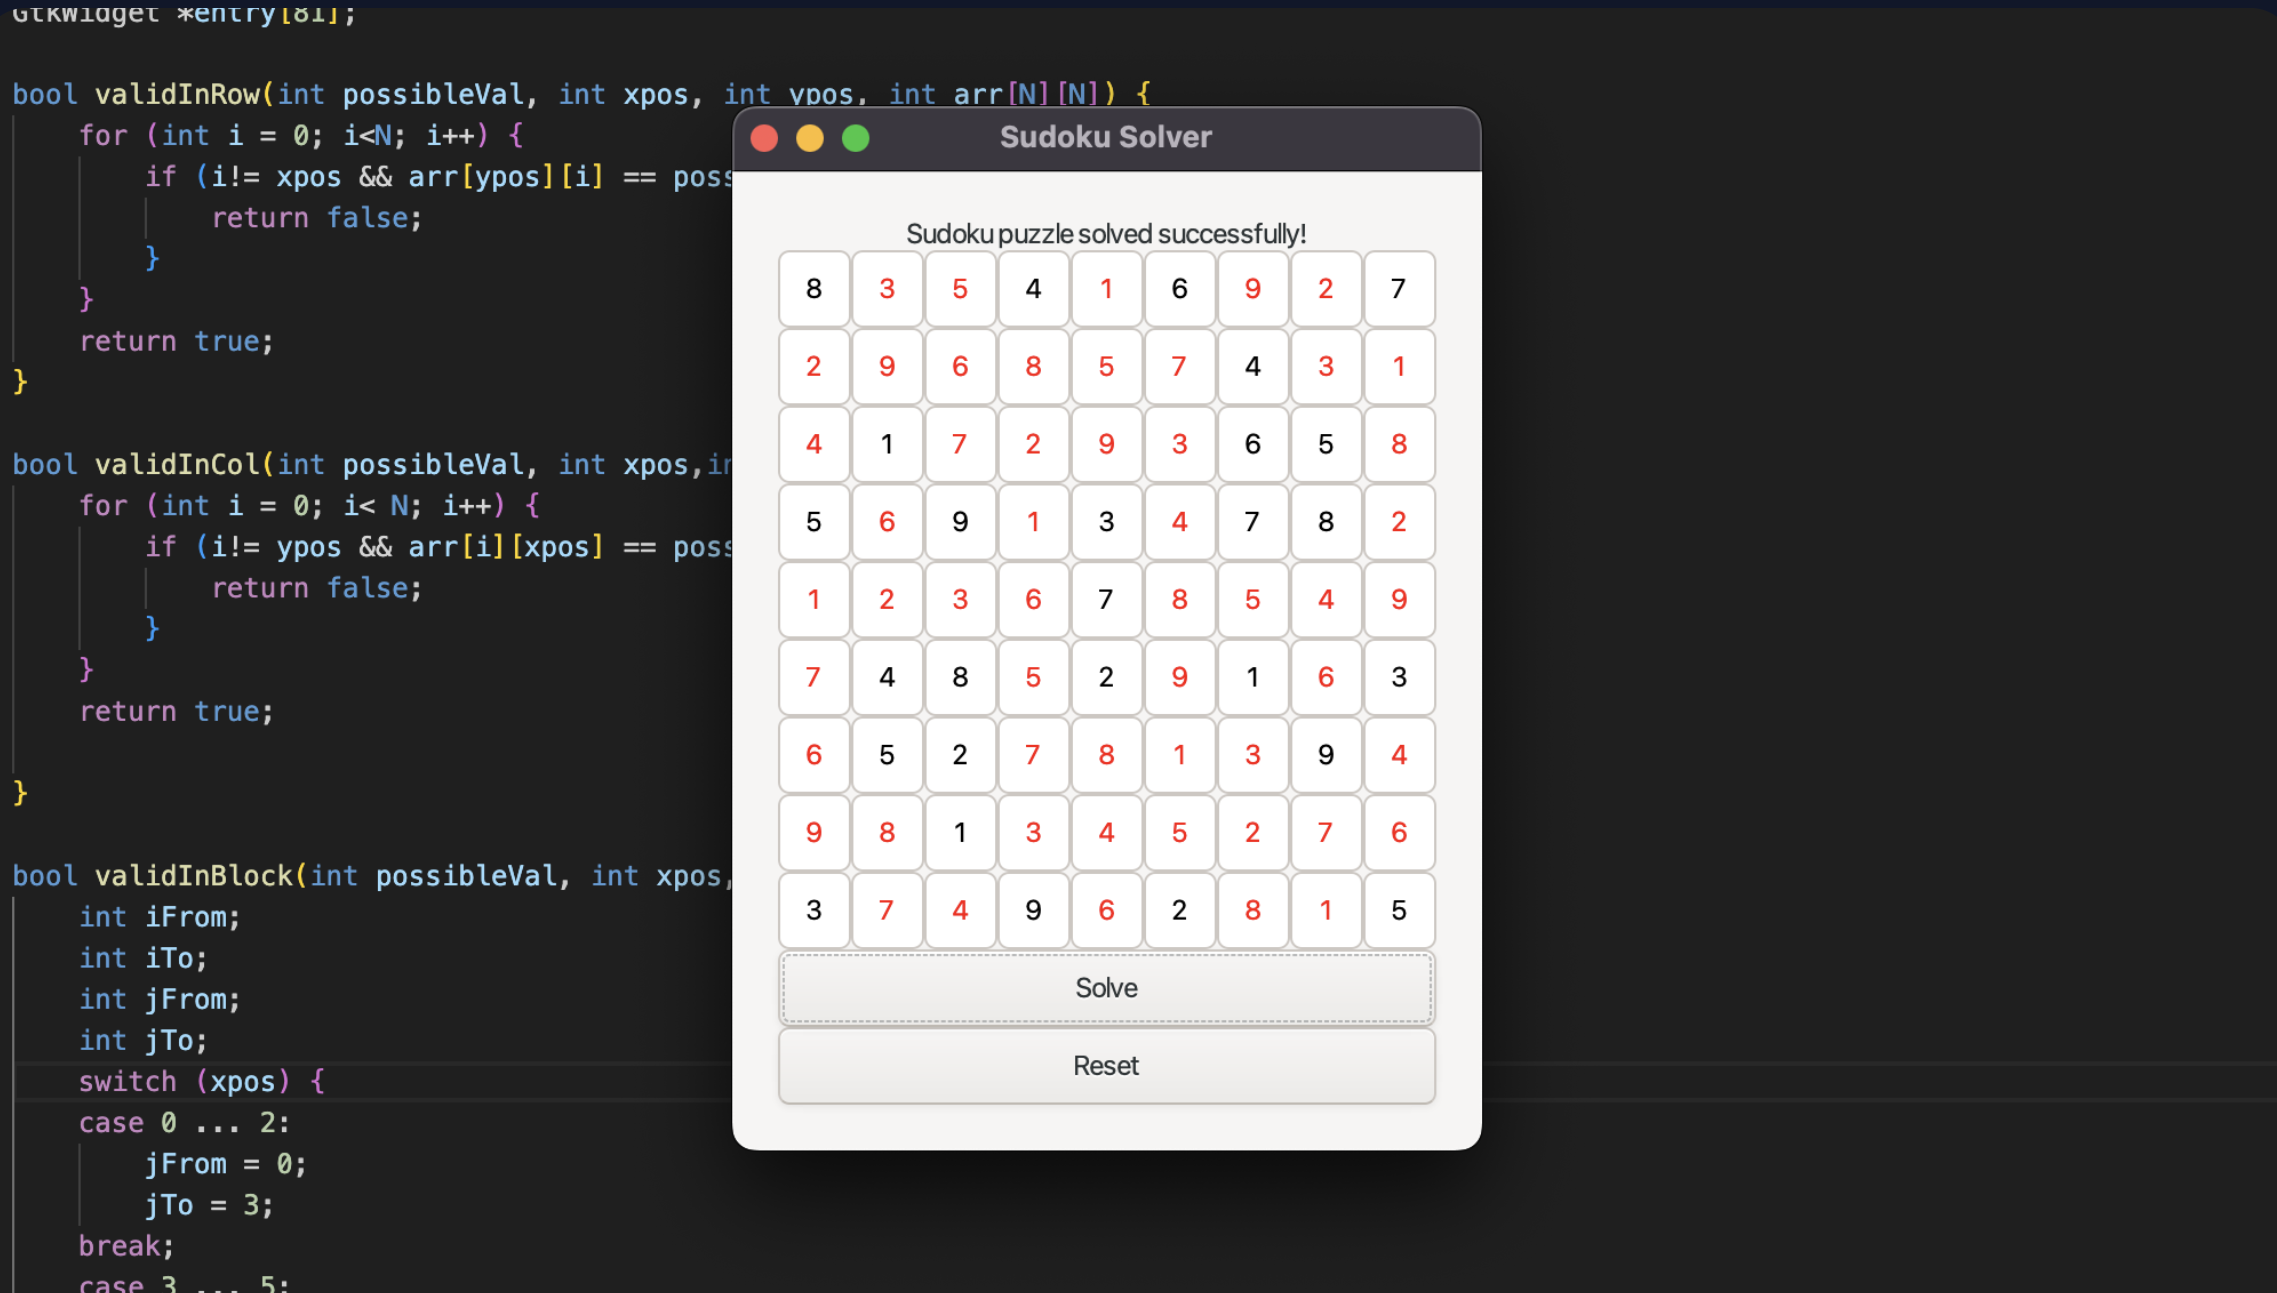 GtkWidget *entry[81];
bool validInRow(int possibleVal, int xpos, int ypos, int arr[N][N]) {
for (int i = 0; i<N; i++) {
if (i!= xpos && arr[ypos][i] == poss
return false;
}
}
return true;
}
bool validInCol(int possibleVal, int xpos,in
for (int i = 0; i< N; i++) {
if (i!= ypos && arr[i][xpos] == poss
return false;
}
}
return true;
}
bool validInBlock(int possibleVal, int xpos,
int iFrom;
int iTo;
int jFrom;
int jTo;
switch (xpos) {
case 0 ... 2:
jFrom = 0;
jTo = 3;
break;
case 3 ... 5:
Sudoku Solver
Sudoku puzzle solved successfully!
8 3 5 4 1 6 9 2 7
2 9 6 8 5 7 4 3 1
4 1 7 2 9 3 6 5 8
5 6 9 1 3 4 7 8 2
1 2 3 6 7 8 5 4 9
7 4 8 5 2 9 1 6 3
6 5 2 7 8 1 3 9 4
9 8 1 3 4 5 2 7 6
3 7 4 9 6 2 8 1 5
Solve
Reset